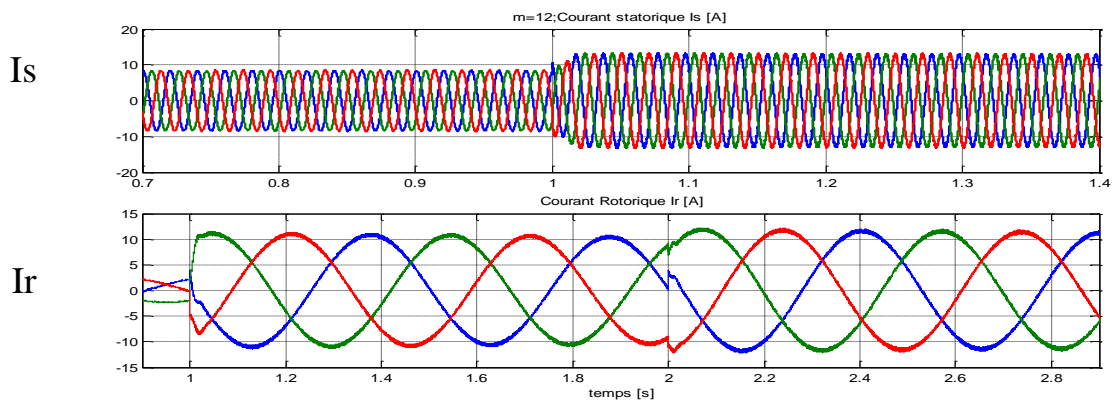 m=12;Courant statorique Is [A]
Is
20
10
0
-10
-20
0.7 0.8 0.9 1 1.1 1.2 1.3 1.4
Courant Rotorique Ir [A]
Ir
15
10
5
0
-5
-10
-15
1 1.2 1.4 1.6 1.8 2 2.2 2.4 2.6 2.8
temps [s]